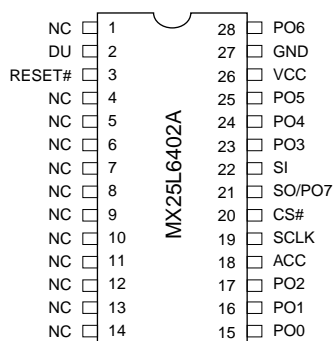 NC 1 28 PO6
DU 2 27 GND
RESET# 3 26 VCC
NC 4 25 PO5
NC 5 24 PO4
NC 6 23 PO3
NC 7 22 SI
NC 8 21 SO/PO7
NC 9 20 CS#
NC 10 19 SCLK
NC 11 18 ACC
NC 12 17 PO2
NC 13 16 PO1
NC 14 15 PO0
MX25L6402A